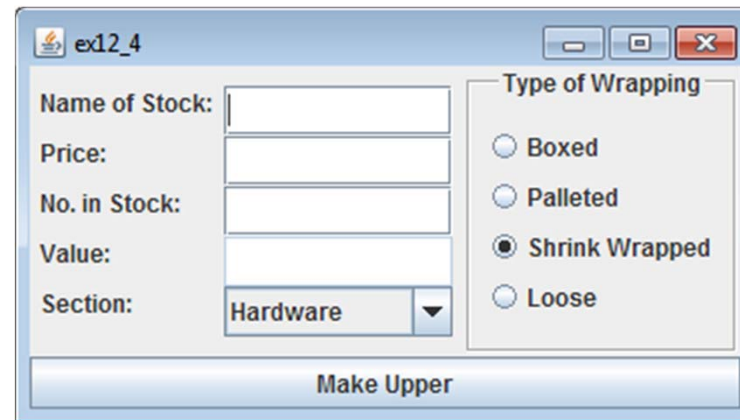 ex12_4
Name of Stock:
Price:
No. in Stock:
Value:
Section:
Hardware
Type of Wrapping
Boxed
Palleted
Shrink Wrapped
Loose
Make Upper